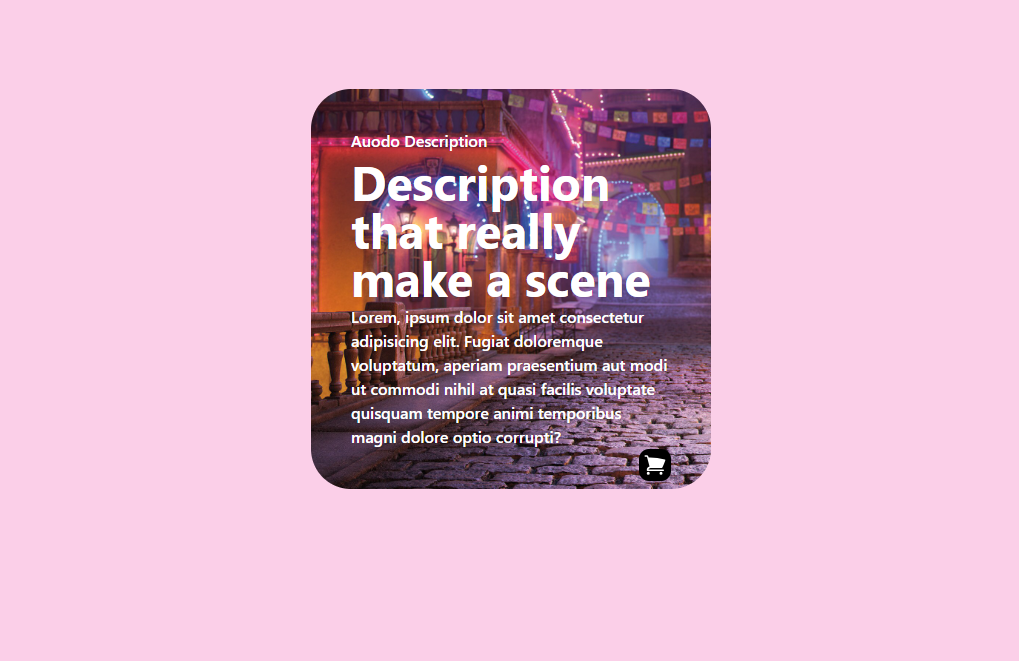 Auodo Description
Description
that really
make a scene
Lorem, ipsum dolor sit amet consectetur
adipisicing elit. Fugiat doloremque
voluptatum, aperiam praesentium aut modi
ut commodi nihil at quasi facilis voluptate
quisquam tempore animi temporibus
magni dolore optio corrupti?